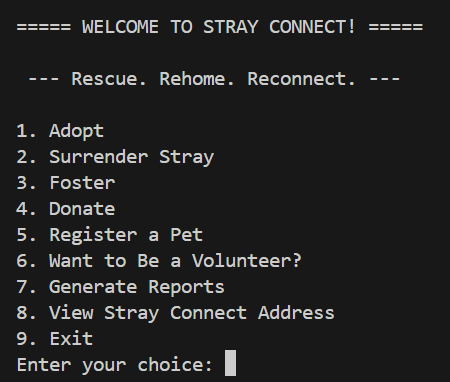 ===== WELCOME TO STRAY CONNECT! =====
--- Rescue. Rehome. Reconnect. ---
1. Adopt
2. Surrender Stray
3. Foster
4. Donate
5. Register a Pet
6. Want to Be a Volunteer?
7. Generate Reports
8. View Stray Connect Address
9. Exit
Enter your choice: